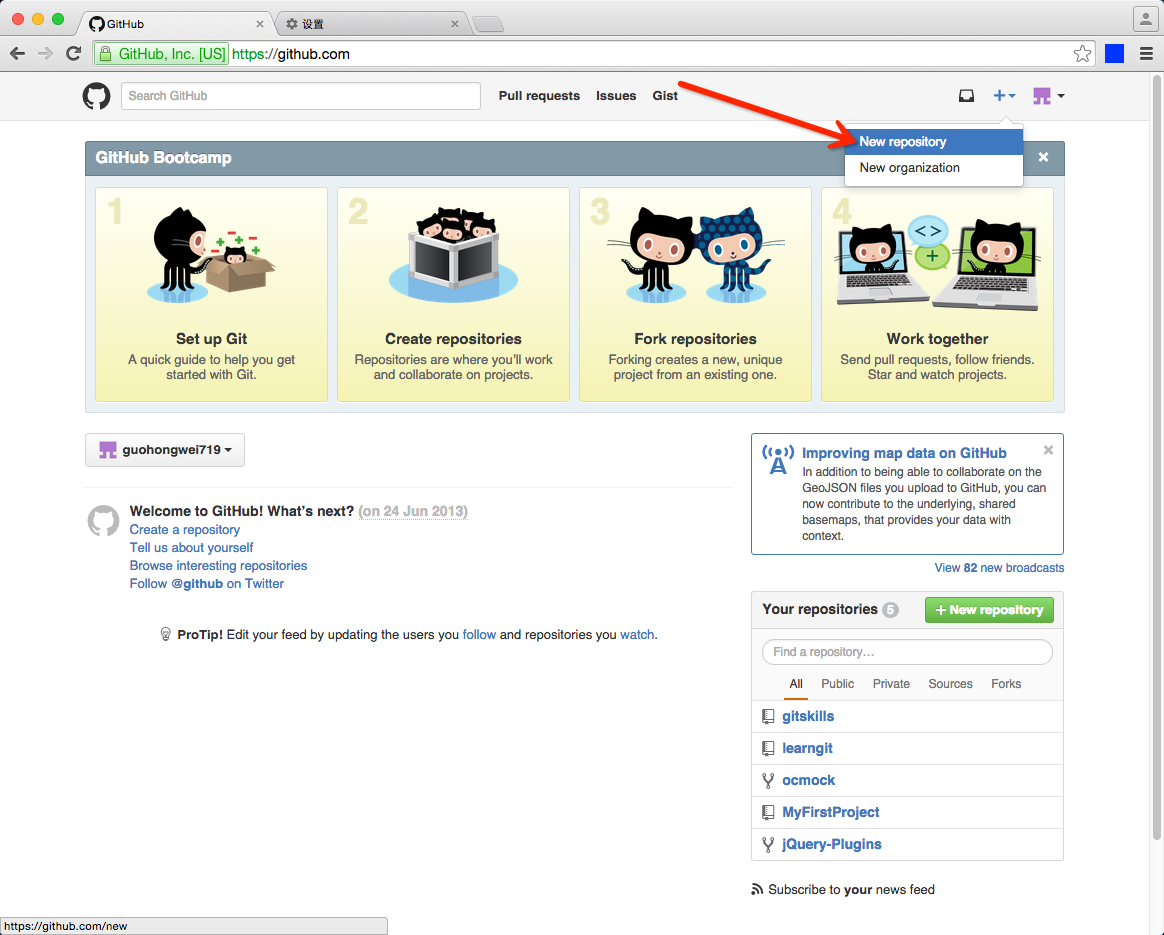 GitHub
设置
GitHub, Inc. [US] https://github.com
Search GitHub
Pull requests Issues Gist
New repository
New organization
GitHub Bootcamp
1
2
3
4
Set up Git
A quick guide to help you get
started with Git.
Create repositories
Repositories are where you'll work
and collaborate on projects.
Fork repositories
Forking creates a new, unique
project from an existing one.
Work together
Send pull requests, follow friends.
Star and watch projects.
guohongwei719
Welcome to GitHub! What's next? (on 24 Jun 2013)
Create a repository
Tell us about yourself
Browse interesting repositories
Follow @github on Twitter
ProTip! Edit your feed by updating the users you follow and repositories you watch.
Improving map data on GitHub
In addition to being able to collaborate on the
GeoJSON files you upload to GitHub, you can
now contribute to the underlying, shared
basemaps, that provides your data with
context.
View 82 new broadcasts
Your repositories 5
+ New repository
Find a repository…
All Public Private Sources Forks
gitskills
learngit
ocmock
MyFirstProject
jQuery-Plugins
Subscribe to your news feed
https://github.com/new